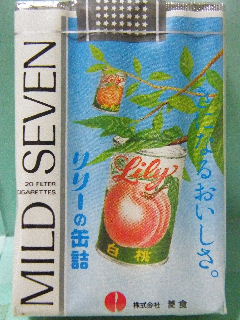 MILD SEVEN
20 FILTER
CIGARETTES
さらなるおいしさ。
リリーの缶詰
Lily
白桃
株式会社 菱食